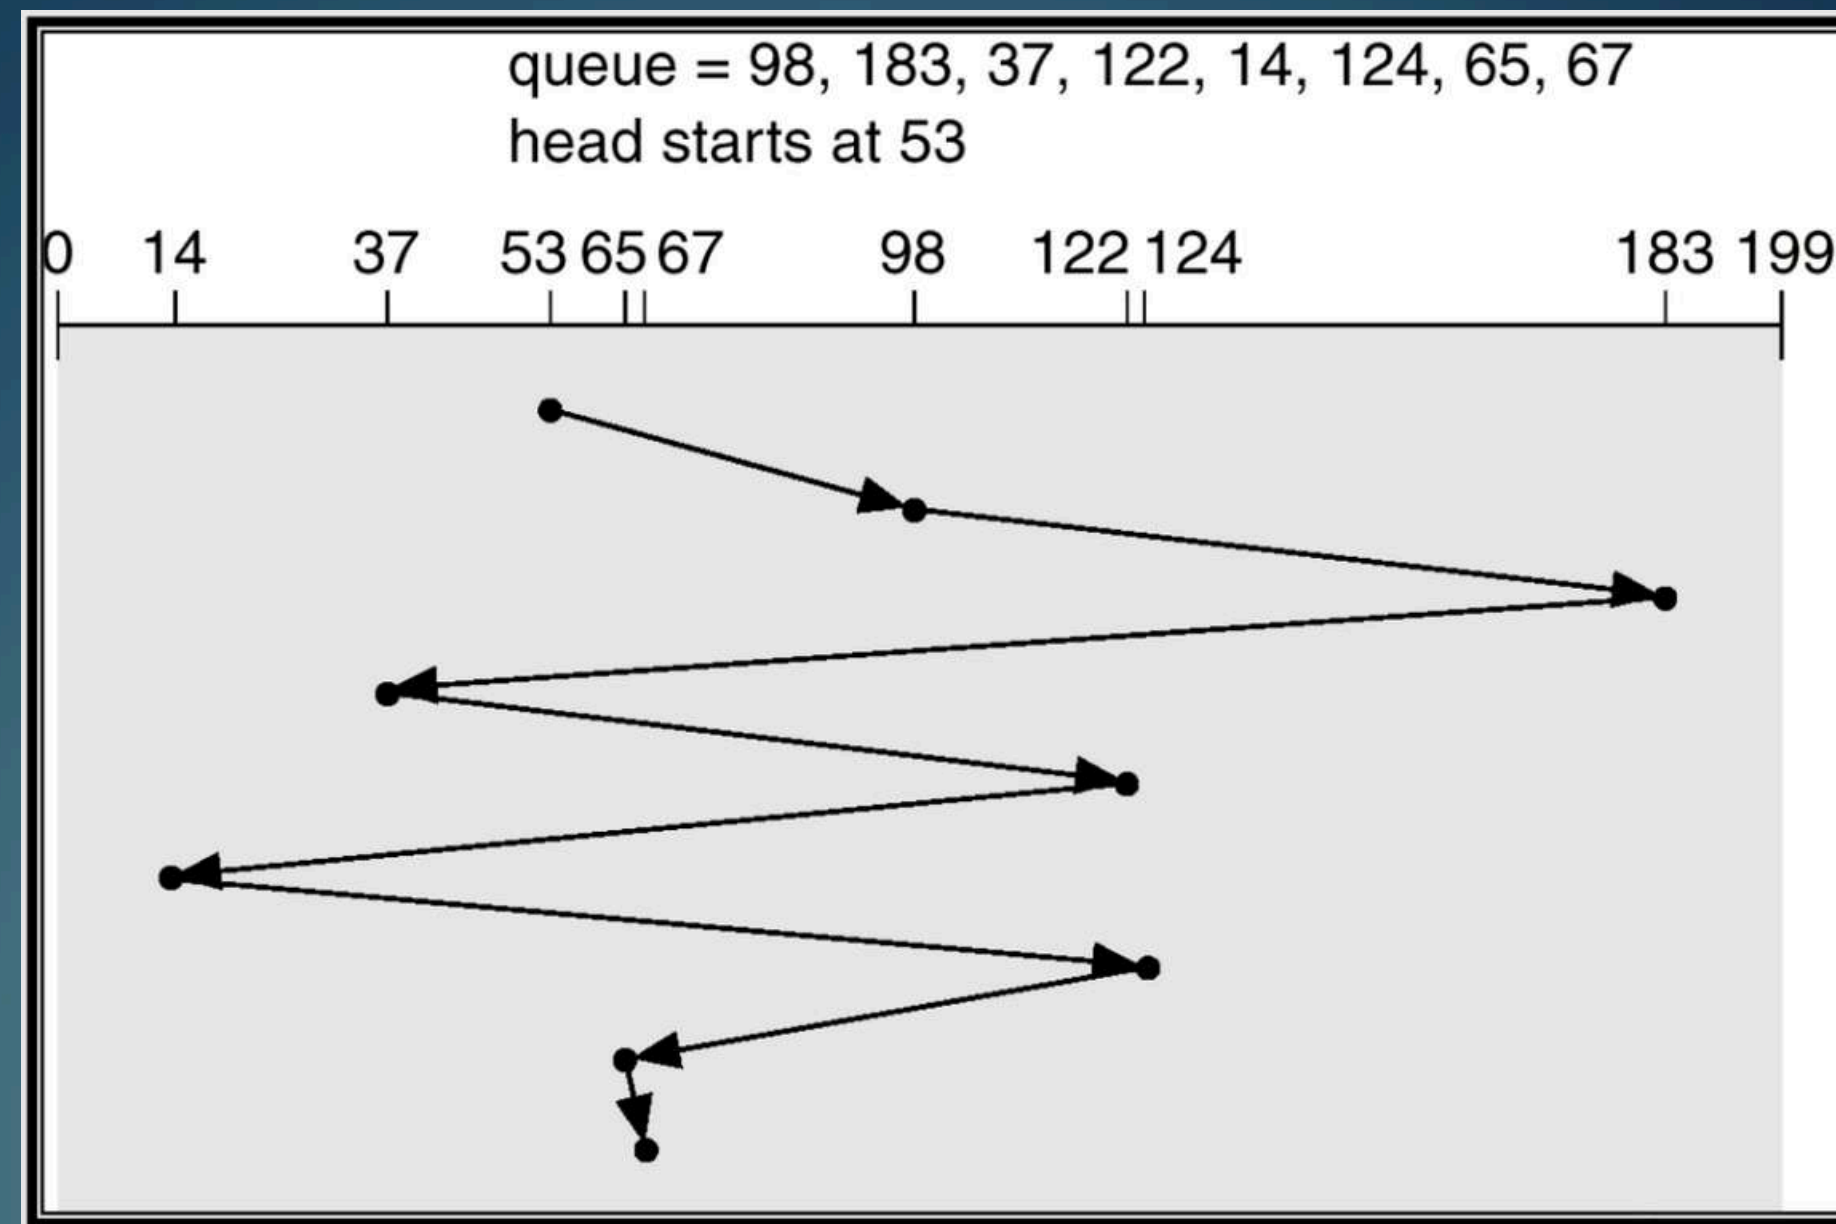 queue = 98, 183, 37, 122, 14, 124, 65, 67
head starts at 53
0 14 37 53 65 67 98 122 124 183 199